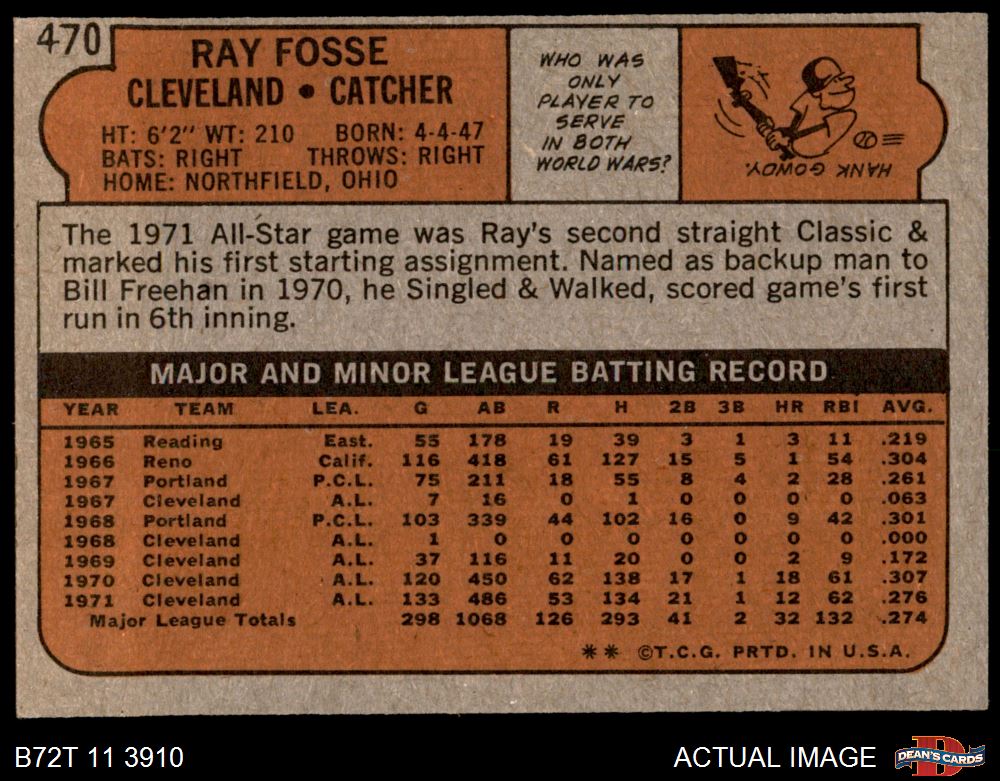 470
RAY FOSSE
CLEVELAND • CATCHER
HT: 6'2" WT: 210 BORN: 4-4-47
BATS: RIGHT THROWS: RIGHT
HOME: NORTHFIELD, OHIO
WHO WAS
ONLY
PLAYER TO
SERVE
IN BOTH
WORLD WARS?
HANK
GOWDY.
The 1971 All-Star game was Ray's second straight Classic &
marked his first starting assignment. Named as backup man to
Bill Freehan in 1970, he Singled & Walked, scored game's first
run in 6th inning.
MAJOR AND MINOR LEAGUE BATTING RECORD
YEAR TEAM LEA. G AB R H 2B 3B HR RBI AVG.
1965 Reading East. 55 178 19 39 3 1 3 11 .219
1966 Reno Calif. 116 418 61 127 15 5 1 54 .304
1967 Portland P.C.L. 75 211 18 55 8 4 2 28 .261
1967 Cleveland A.L. 7 16 0 1 0 0 0 0 .063
1968 Portland P.C.L. 103 339 44 102 16 0 9 42 .301
1968 Cleveland A.L. 1 0 0 0 0 0 0 0 .000
1969 Cleveland A.L. 37 116 11 20 0 0 2 9 .172
1970 Cleveland A.L. 120 450 62 138 17 1 18 61 .307
1971 Cleveland A.L. 133 486 53 134 21 1 12 62 .276
Major League Totals 298 1068 126 293 41 2 32 132 .274
** ©T.C.G. PRTD. IN U.S.A.
B72T 11 3910
ACTUAL IMAGE
D
DEAN'S CARDS